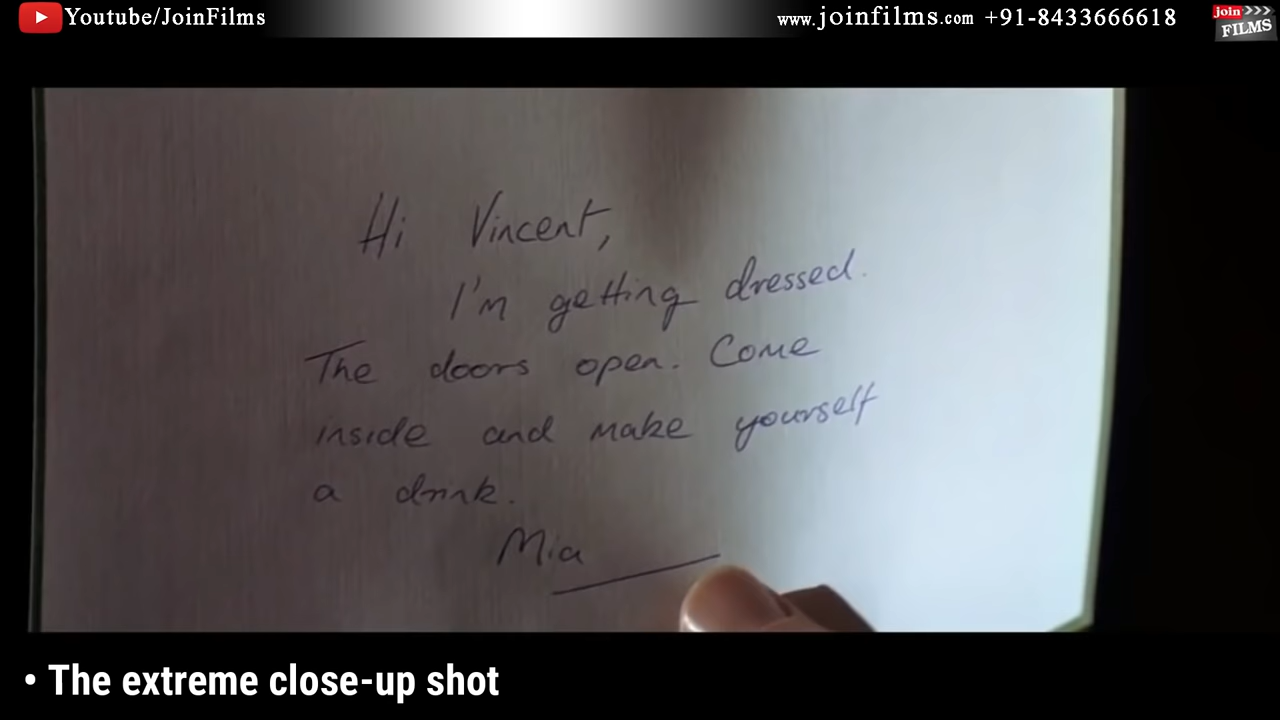 Youtube/JoinFilms
www.joinfilms.com +91-8433666618
join
FILMS
Hi Vincent,
I'm getting dressed.
The doors open. Come
inside and make yourself
a drink.
Mia
• The extreme close-up shot